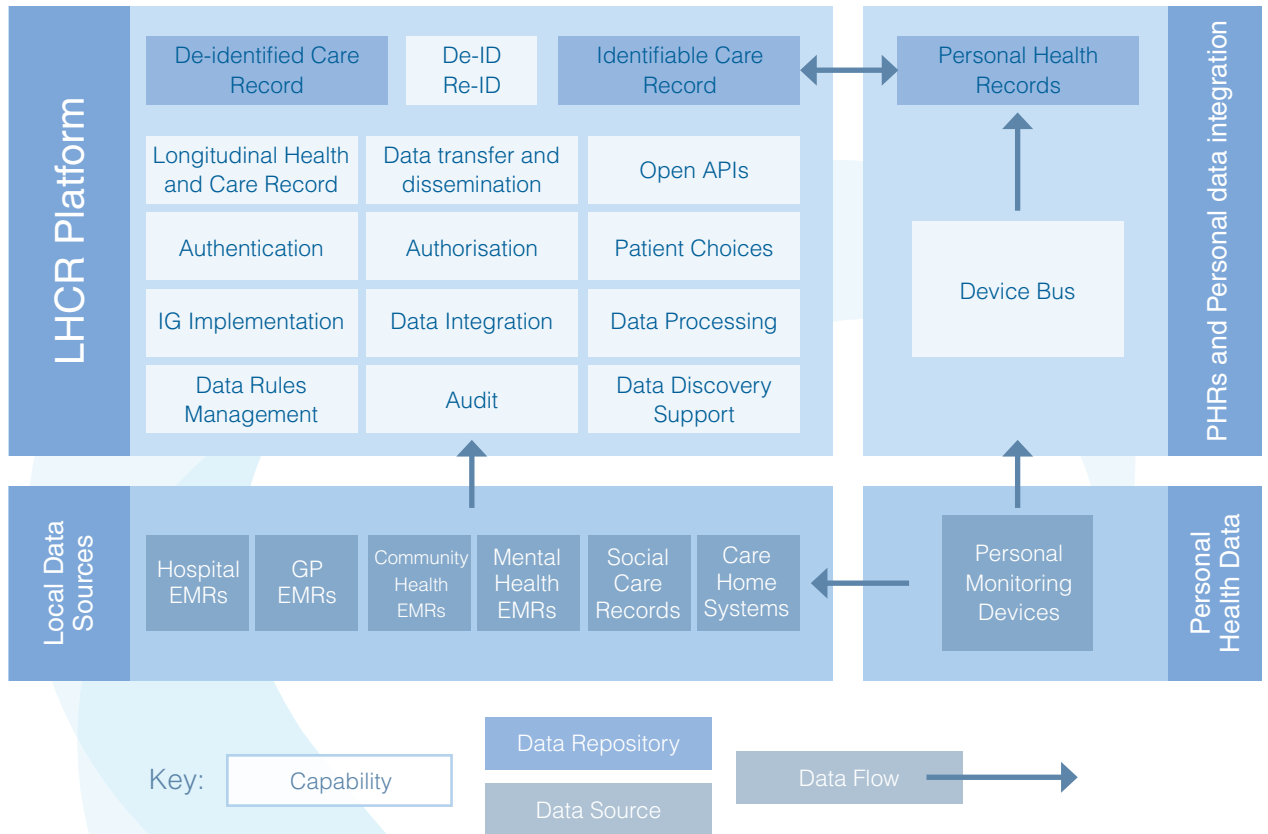 LHCR Platform
De-identified Care
Record
De-ID
Re-ID
Identifiable Care
Record
Longitudinal Health
and Care Record
Data transfer and
dissemination
Open APIs
Authentication
Authorisation
Patient Choices
IG Implementation
Data Integration
Data Processing
Data Rules
Management
Audit
Data Discovery
Support
Personal Health
Records
Device Bus
PHRs and Personal data integration
Local Data
Sources
Hospital
EMRs
GP
EMRs
Community
Health
EMRs
Mental
Health
EMRs
Social
Care
Records
Care
Home
Systems
Personal
Monitoring
Devices
Personal
Health Data
Key:
Capability
Data Repository
Data Source
Data Flow